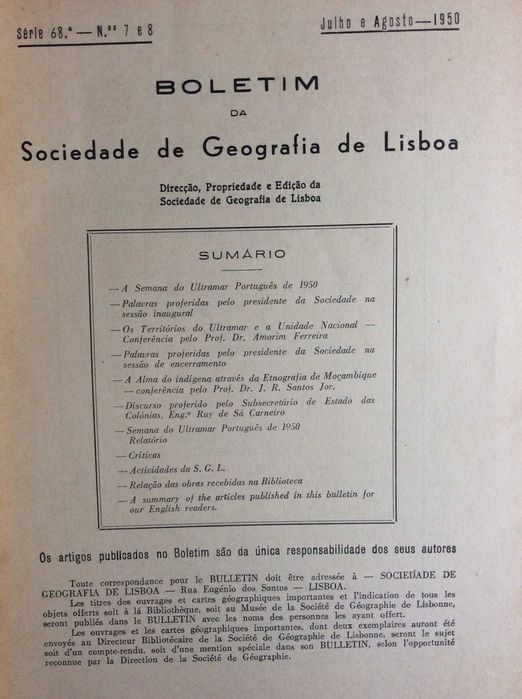 Série 68.ª — N.ºˢ 7 e 8
Julho e Agosto — 1950
BOLETIM
DA
Sociedade de Geografia de Lisboa
Direcção, Propriedade e Edição da
Sociedade de Geografia de Lisboa
SUMÁRIO
— A Semana do Ultramar Português de 1950
— Palavras proferidas pelo presidente da Sociedade na
sessão inaugural
— Os Territórios do Ultramar e a Unidade Nacional —
Conferência pelo Prof. Dr. Amorim Ferreira
— Palavras proferidas pelo presidente da Sociedade na
sessão de encerramento
— A Alma do indígena através da Etnografia de Moçambique
— conferência pelo Prof. Dr. J. R. Santos Jor.
— Discurso proferido pelo Subsecretário de Estado das
Colónias, Eng.º Ruy de Sá Carneiro
— Semana do Ultramar Português de 1950
Relatório
— Críticas
— Actividades da S. G. L.
— Relação das obras recebidas na Biblioteca
— A summary of the articles published in this bulletin for
our English readers.
Os artigos publicados no Boletim são da única responsabilidade dos seus autores
Toute correspondance pour le BULLETIN doit être adressée à — SOCIEDADE DE
GEOGRAFIA DE LISBOA — Rua Eugénio dos Santos — LISBOA.
Les titres des ouvrages et cartes géographiques importantes et l'indication de tous les
objets offerts soit à la Bibliothèque, soit au Musée de la Société de Géographie de Lisbonne,
seront publiés dans le BULLETIN avec les noms des personnes les ayant offert.
Les ouvrages et les cartes géographiques importantes, dont deux exemplaires auront été
envoyés au Directeur Bibliotécaire de la Société de Géographie de Lisbonne, seront le sujet
soit d'un compte-rendu, soit d'une mention spéciale dans son BULLETIN, selon l'opportunité
reconnue par la Direction de la Société de Géographie.